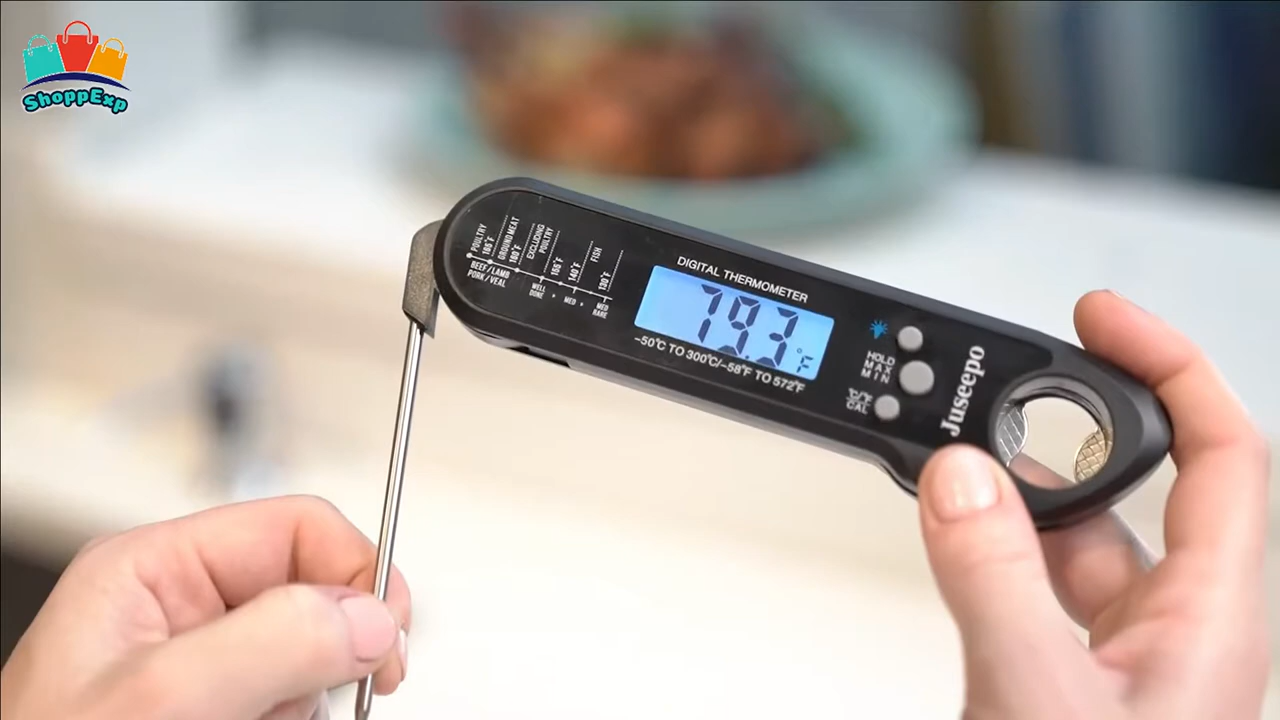 ShoppExp
POULTRY
165°F
GROUND MEAT
160°F
EXCLUDING
POULTRY
FISH
BEEF/LAMB
PORK/VEAL
140°F
130°F
WELL
DONE
MED
MED
RARE
DIGITAL THERMOMETER
79.3°F
-50°C TO 300°C/-58°F TO 572°F
HOLD
MAX
MIN
°C/°F
CAL
Juseepo